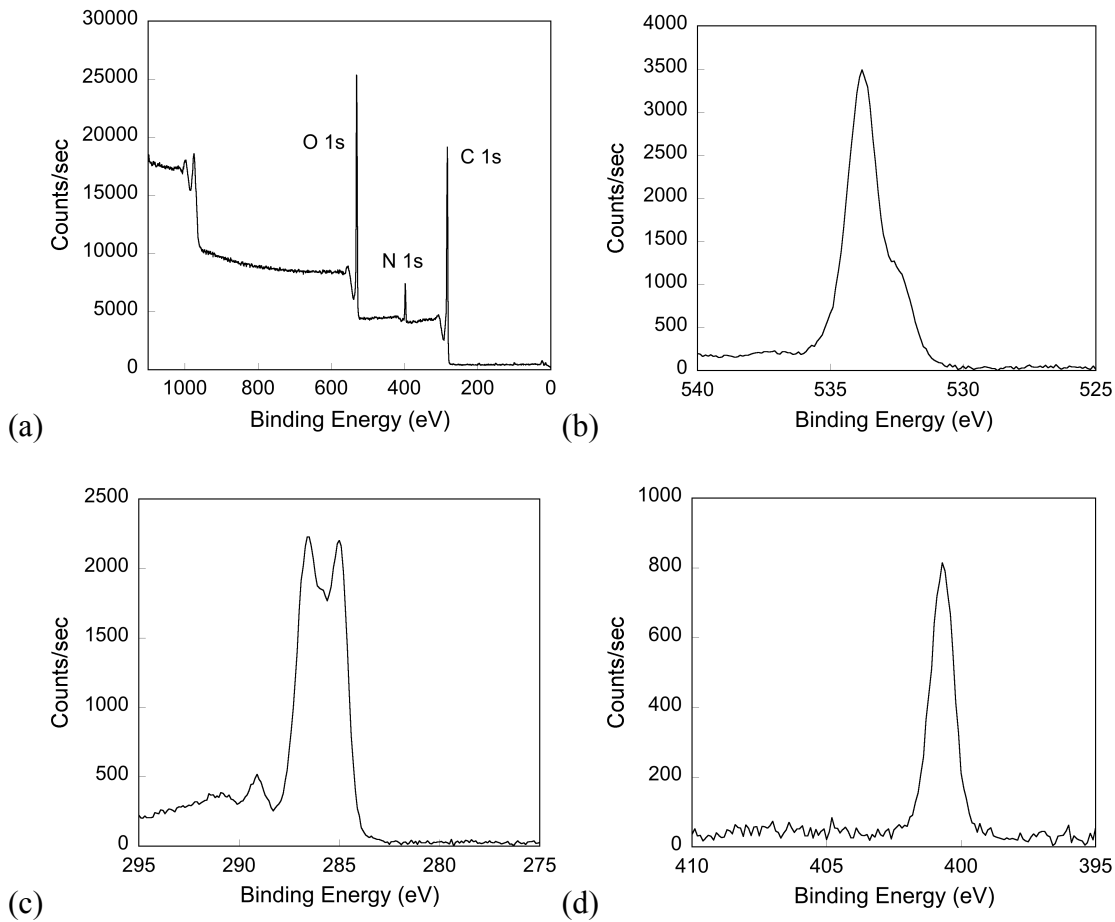 30000
25000
20000
15000
10000
5000
0
Counts/sec
O 1s
N 1s
C 1s
1000 800 600 400 200 0
Binding Energy (eV)
(a)
4000
3500
3000
2500
2000
1500
1000
500
0
Counts/sec
540 535 530 525
Binding Energy (eV)
(b)
2500
2000
1500
1000
500
0
Counts/sec
295 290 285 280 275
Binding Energy (eV)
(c)
1000
800
600
400
200
0
Counts/sec
410 405 400 395
Binding Energy (eV)
(d)